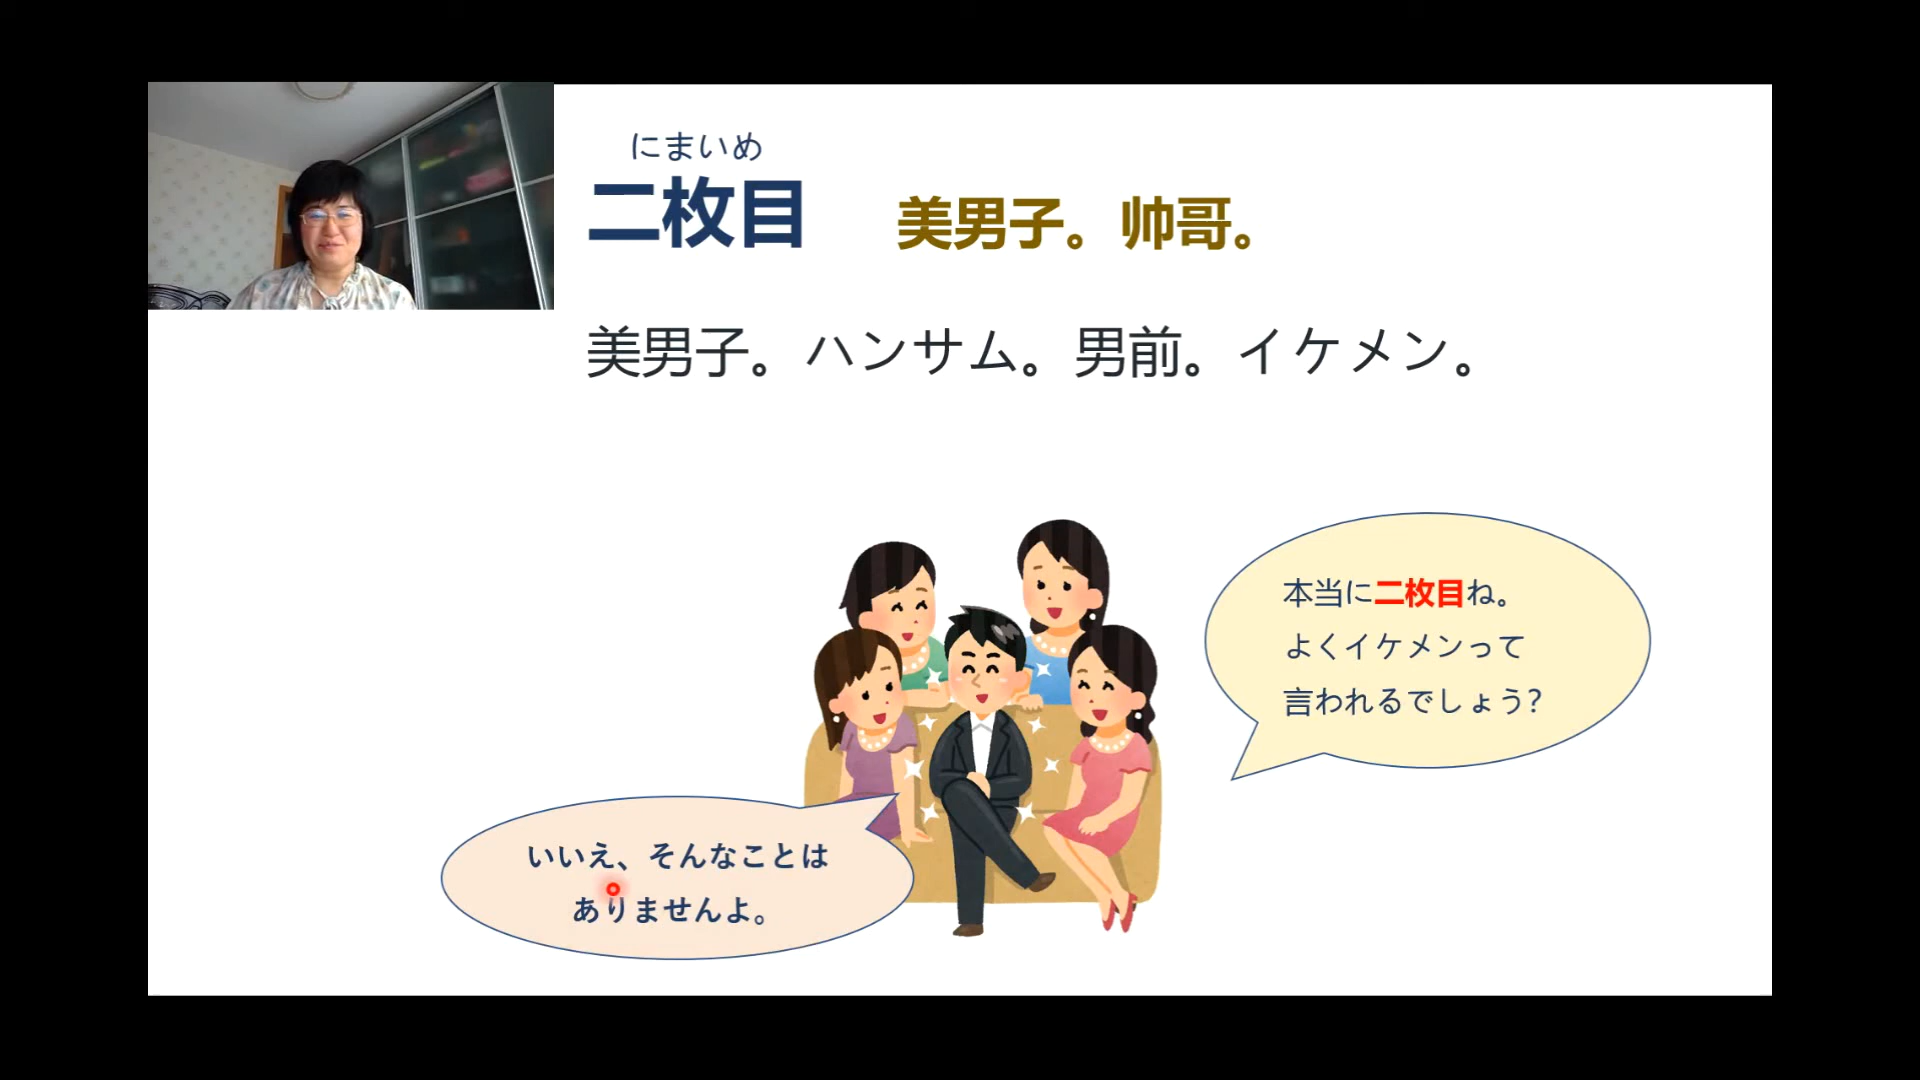 にまいめ
二枚目 美男子。帅哥。
美男子。ハンサム。男前。イケメン。
本当に二枚目ね。
よくイケメンって
言われるでしょう?
いいえ、そんなことは
ありませんよ。